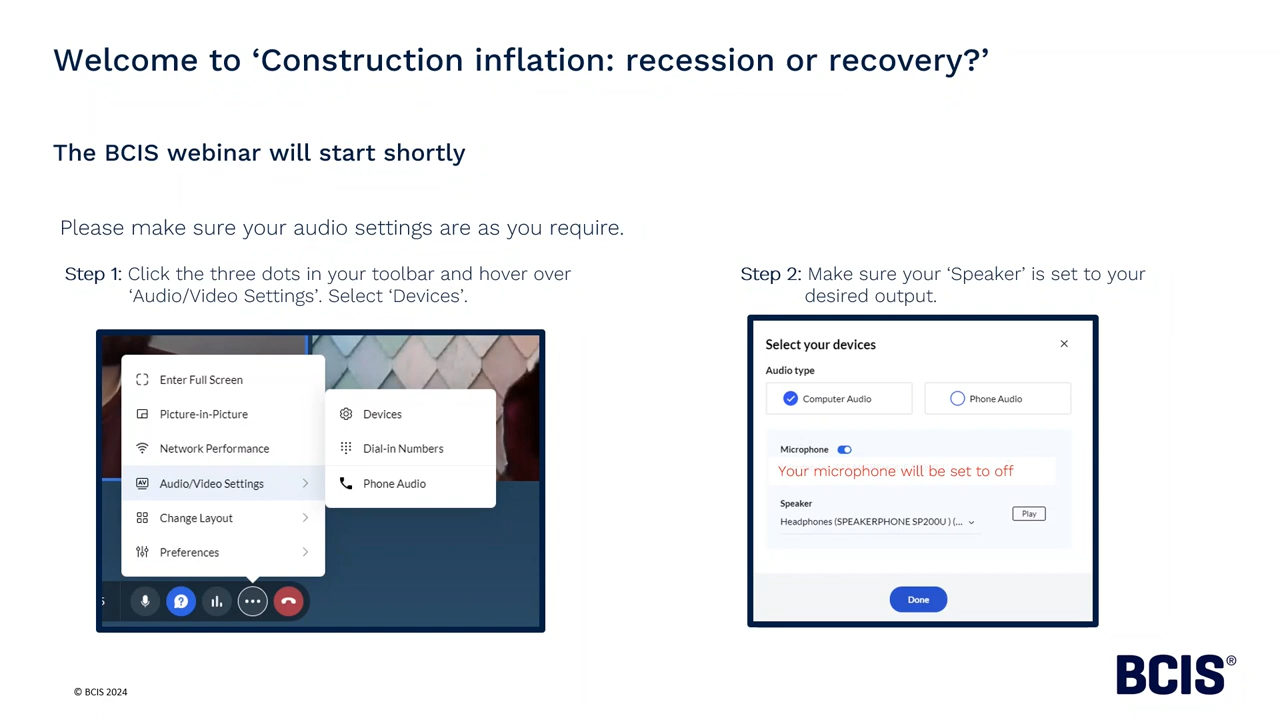 Welcome to ‘Construction inflation: recession or recovery?’
The BCIS webinar will start shortly
Please make sure your audio settings are as you require.
Step 1: Click the three dots in your toolbar and hover over
‘Audio/Video Settings’. Select ‘Devices’.
Enter Full Screen
Picture-in-Picture
Network Performance
Audio/Video Settings
Change Layout
Preferences
Devices
Dial-in Numbers
Phone Audio
Step 2: Make sure your ‘Speaker’ is set to your
desired output.
Select your devices
Audio type
Computer Audio
Phone Audio
Microphone
Your microphone will be set to off
Speaker
Headphones (SPEAKERPHONE SP200U ) (...
Play
Done
© BCIS 2024
BCIS®